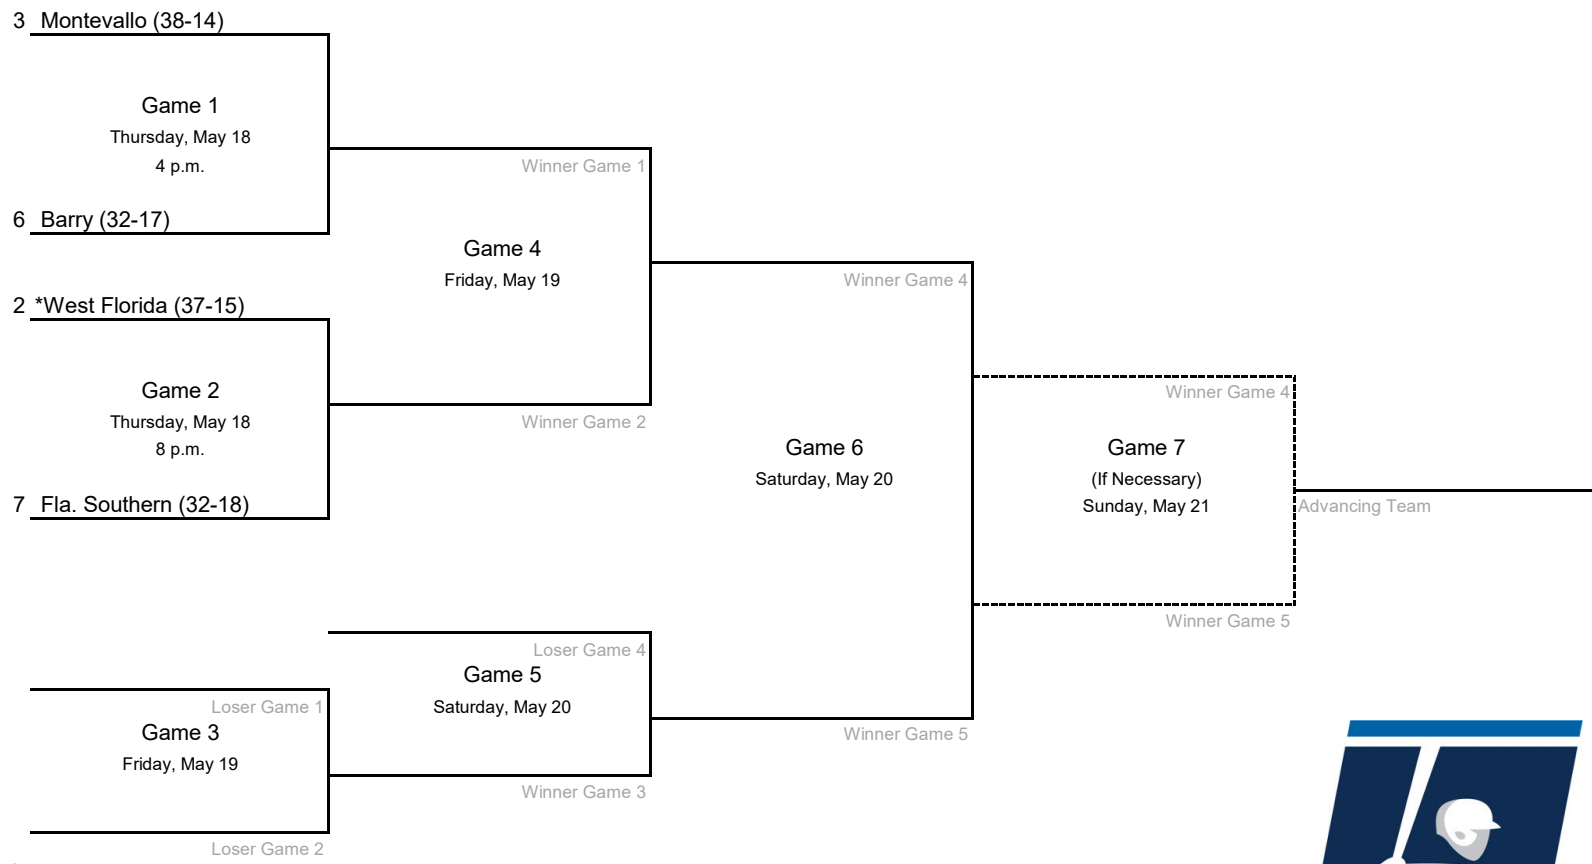 3 Montevallo (38-14)
Game 1
Thursday, May 18
4 p.m.
Winner Game 1
6 Barry (32-17)
Game 4
Friday, May 19
Winner Game 4
2 *West Florida (37-15)
Game 2
Thursday, May 18
8 p.m.
Winner Game 2
7 Fla. Southern (32-18)
Game 6
Saturday, May 20
Winner Game 4
Game 7
(If Necessary)
Sunday, May 21
Advancing Team
Winner Game 5
Loser Game 4
Game 5
Saturday, May 20
Winner Game 5
Loser Game 1
Game 3
Friday, May 19
Winner Game 3
Loser Game 2